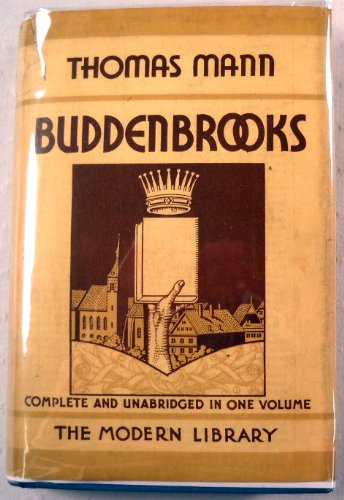 THOMAS MANN
BUDDENBROOKS
COMPLETE AND UNABRIDGED IN ONE VOLUME
THE MODERN LIBRARY